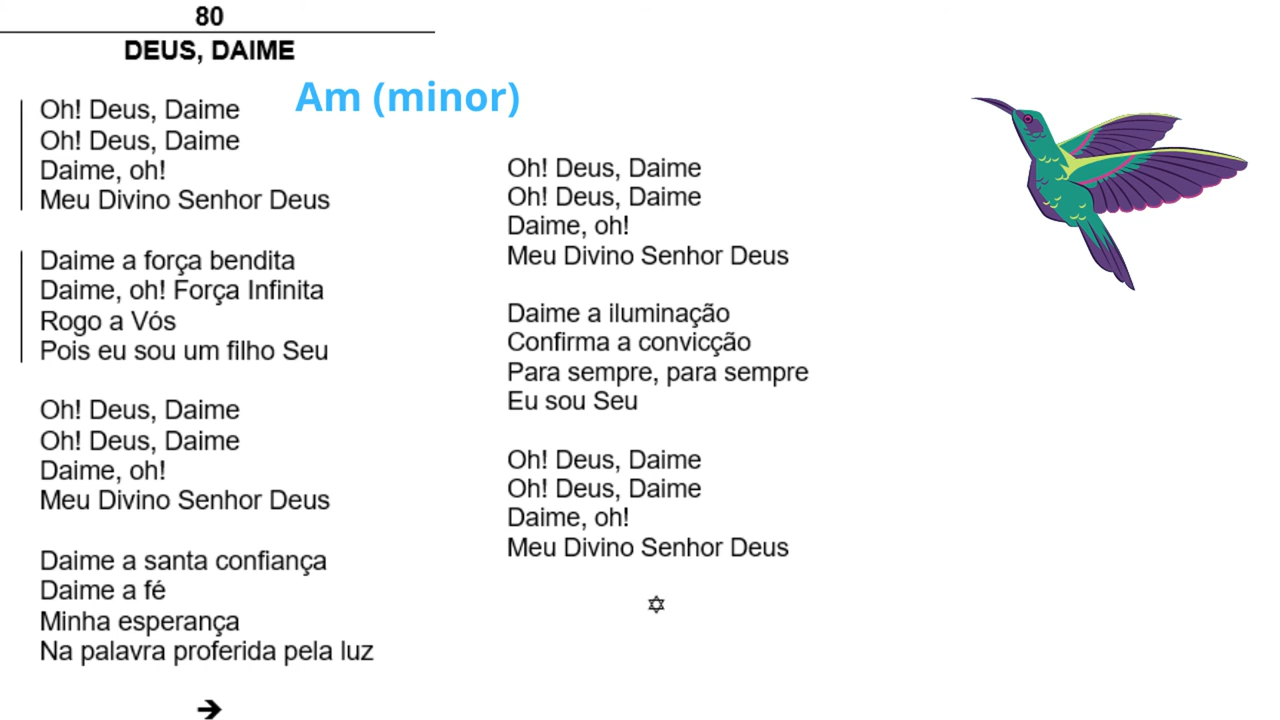 80
DEUS, DAIME
Am (minor)
Oh! Deus, Daime
Oh! Deus, Daime
Daime, oh!
Meu Divino Senhor Deus
Daime a força bendita
Daime, oh! Força Infinita
Rogo a Vós
Pois eu sou um filho Seu
Oh! Deus, Daime
Oh! Deus, Daime
Daime, oh!
Meu Divino Senhor Deus
Daime a santa confiança
Daime a fé
Minha esperança
Na palavra proferida pela luz
Oh! Deus, Daime
Oh! Deus, Daime
Daime, oh!
Meu Divino Senhor Deus
Daime a iluminação
Confirma a convicção
Para sempre, para sempre
Eu sou Seu
Oh! Deus, Daime
Oh! Deus, Daime
Daime, oh!
Meu Divino Senhor Deus